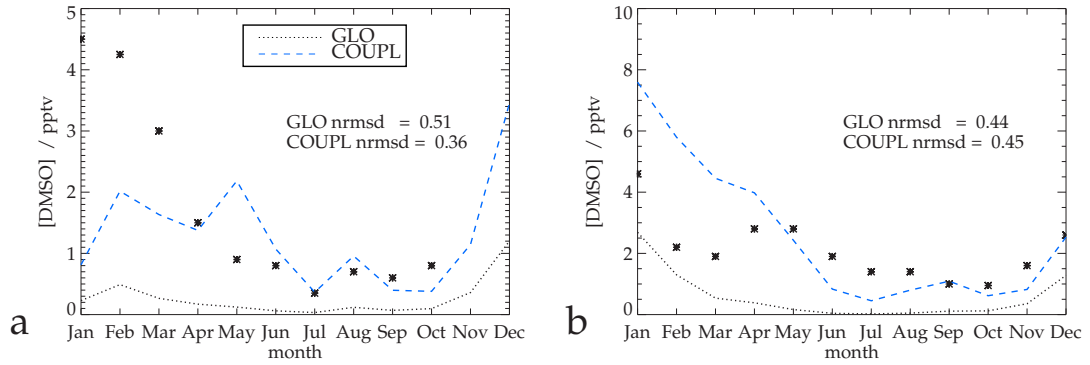 5
4
3
2
1
0
[DMSO] / pptv
GLO
COUPL
GLO nrmsd = 0.51
COUPL nrmsd = 0.36
Jan Feb Mar Apr May Jun Jul Aug Sep Oct Nov Dec
month
a
10
8
6
4
2
0
[DMSO] / pptv
GLO nrmsd = 0.44
COUPL nrmsd = 0.45
Jan Feb Mar Apr May Jun Jul Aug Sep Oct Nov Dec
month
b